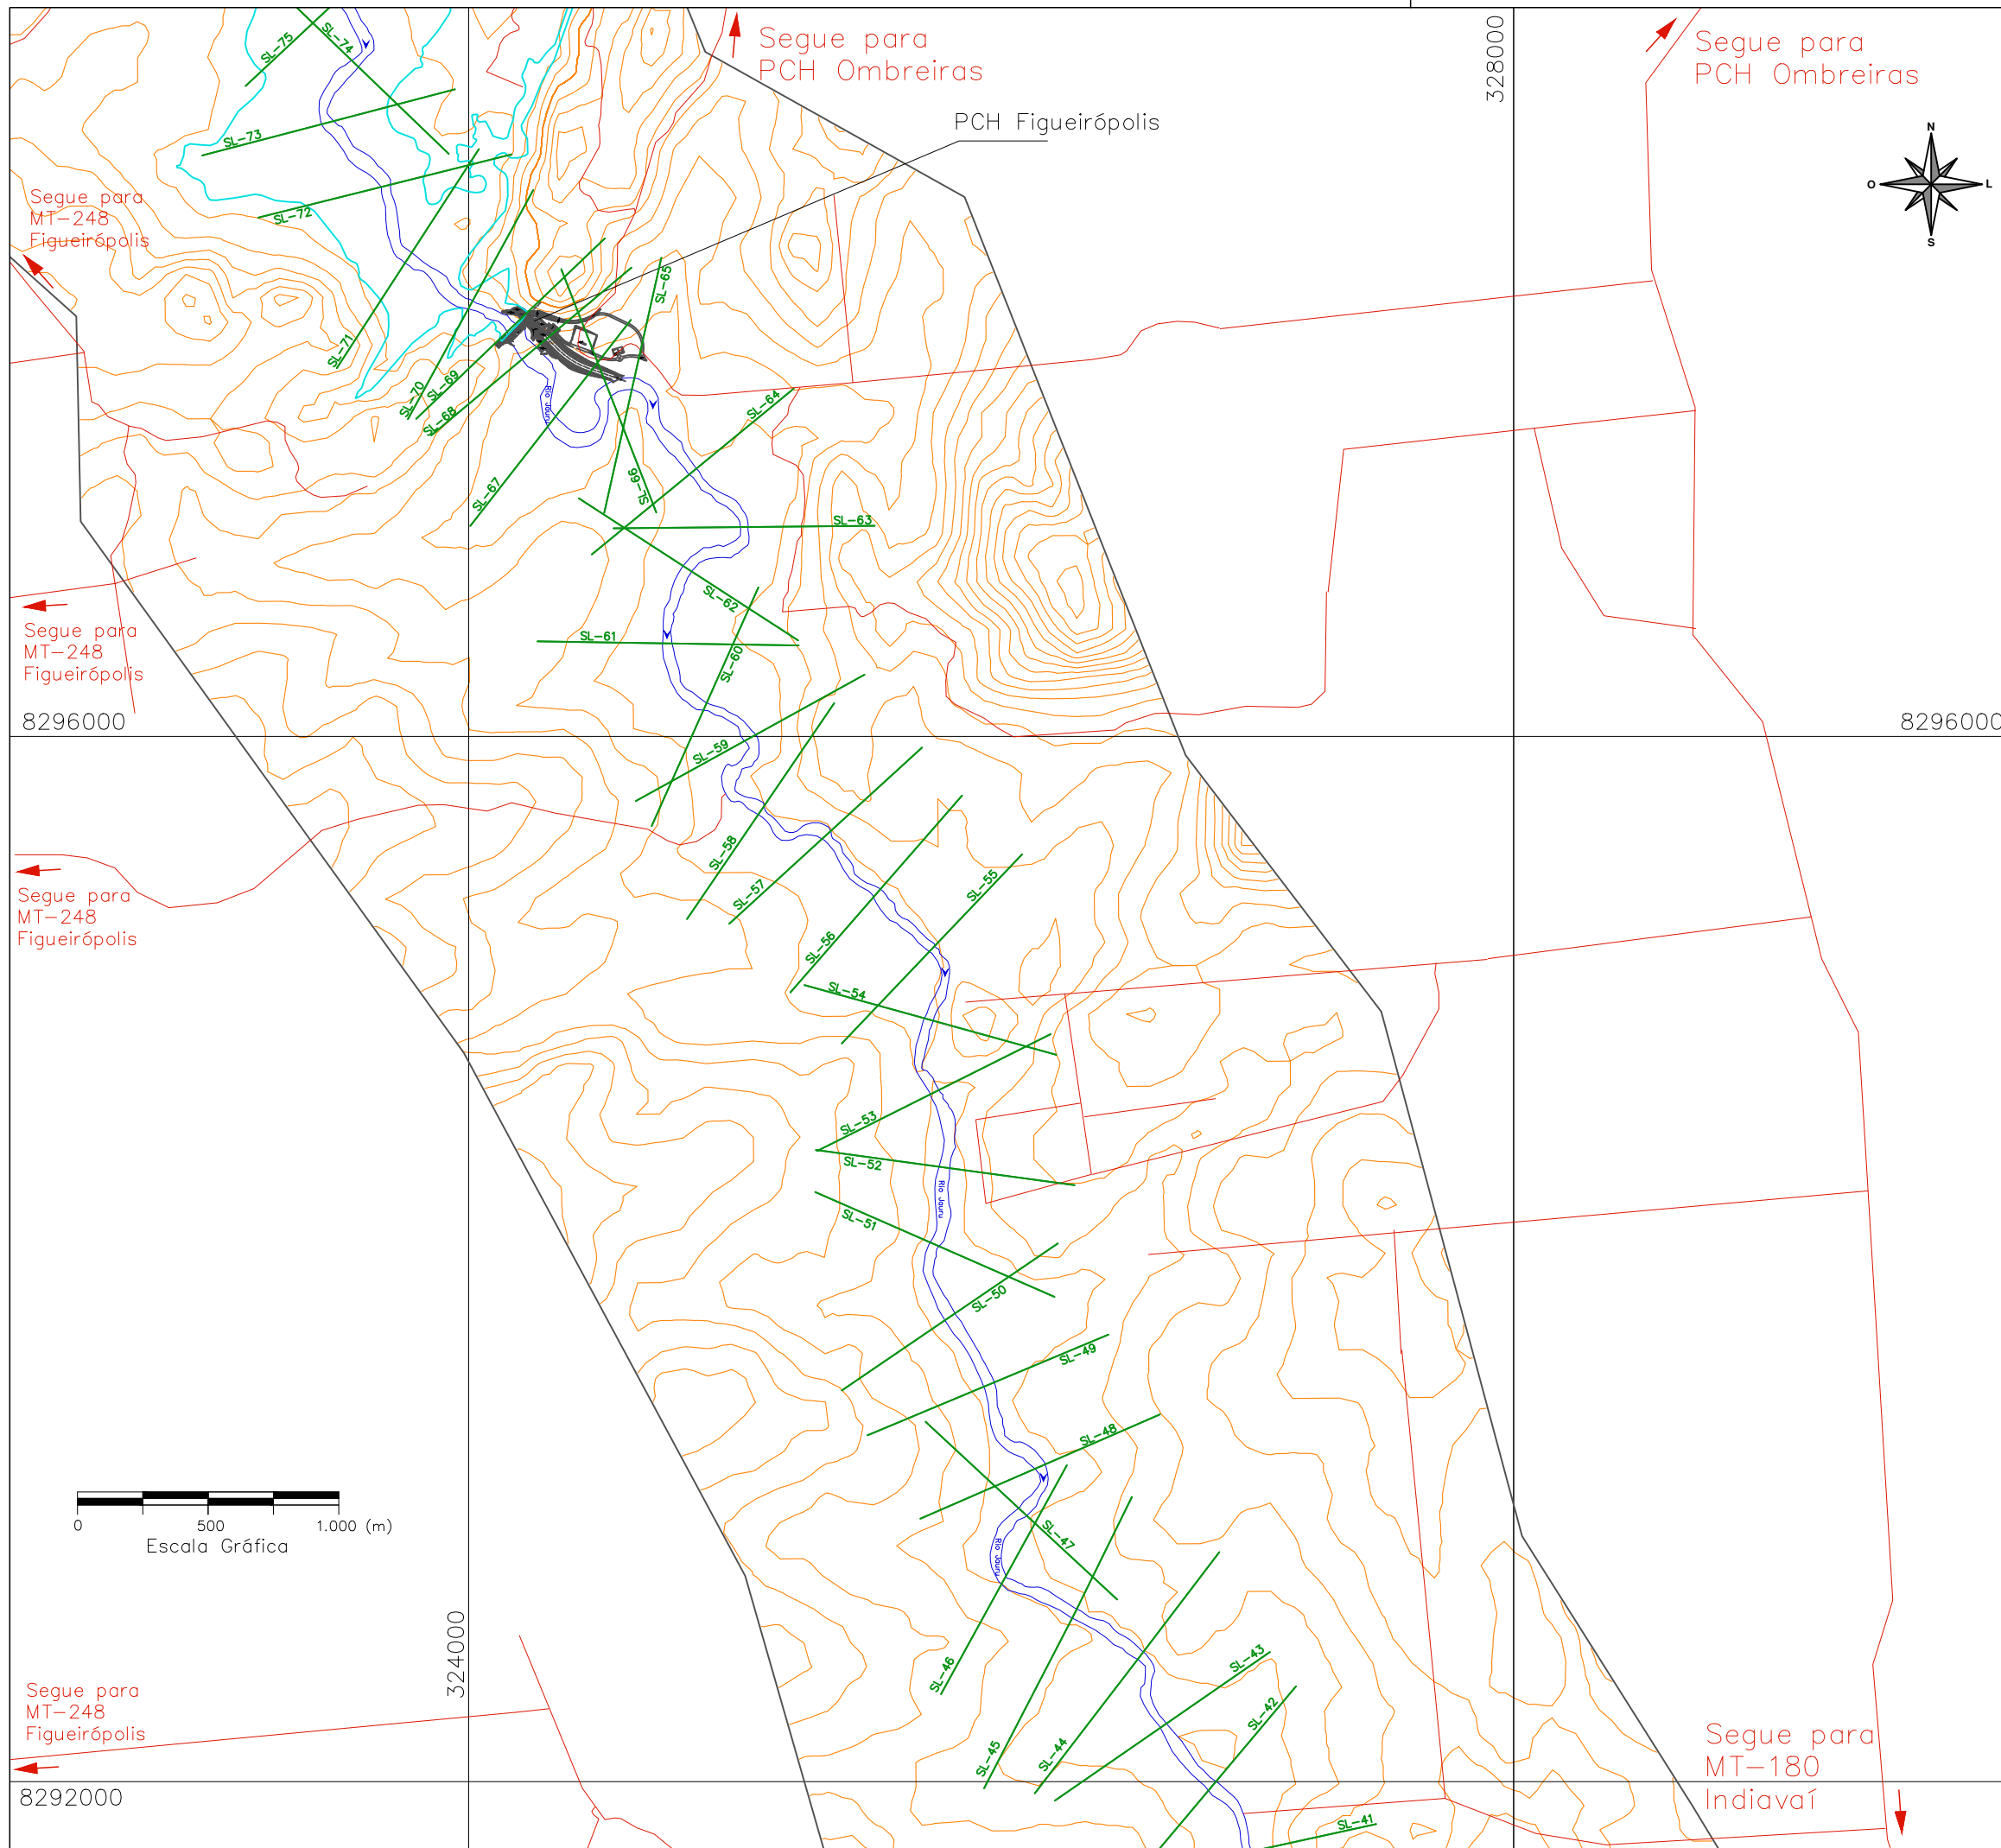 Segue para
PCH Ombreiras
328000
Segue para
PCH Ombreiras
PCH Figueirópolis
N
O
L
S
SL-75
SL-74
SL-73
SL-72
Segue para
MT-248
Figueirópolis
SL-71
SL-70
SL-69
SL-68
SL-67
SL-66
SL-65
SL-64
SL-63
Rio Jauru
SL-62
SL-61
SL-60
Segue para
MT-248
Figueirópolis
8296000
8296000
SL-59
SL-58
SL-57
SL-56
SL-55
Segue para
MT-248
Figueirópolis
SL-54
SL-53
SL-52
Rio Jauru
SL-51
SL-50
SL-49
SL-48
SL-47
Rio Jauru
0
500
1.000 (m)
Escala Gráfica
324000
SL-46
SL-45
SL-44
SL-43
SL-42
SL-41
Segue para
MT-248
Figueirópolis
8292000
Segue para
MT-180
Indiavaí